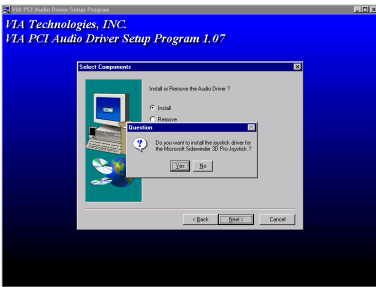 VIA PCI Audio Driver Setup Program
VIA Technologies, INC.
VIA PCI Audio Driver Setup Program 1.07
Select Components
Install or Remove the Audio Driver ?
Install
Remove
Question
Do you want to install the joystick driver for
the Microsoft Sidewinder 3D Pro Joystick ?
Yes No
< Back Next > Cancel